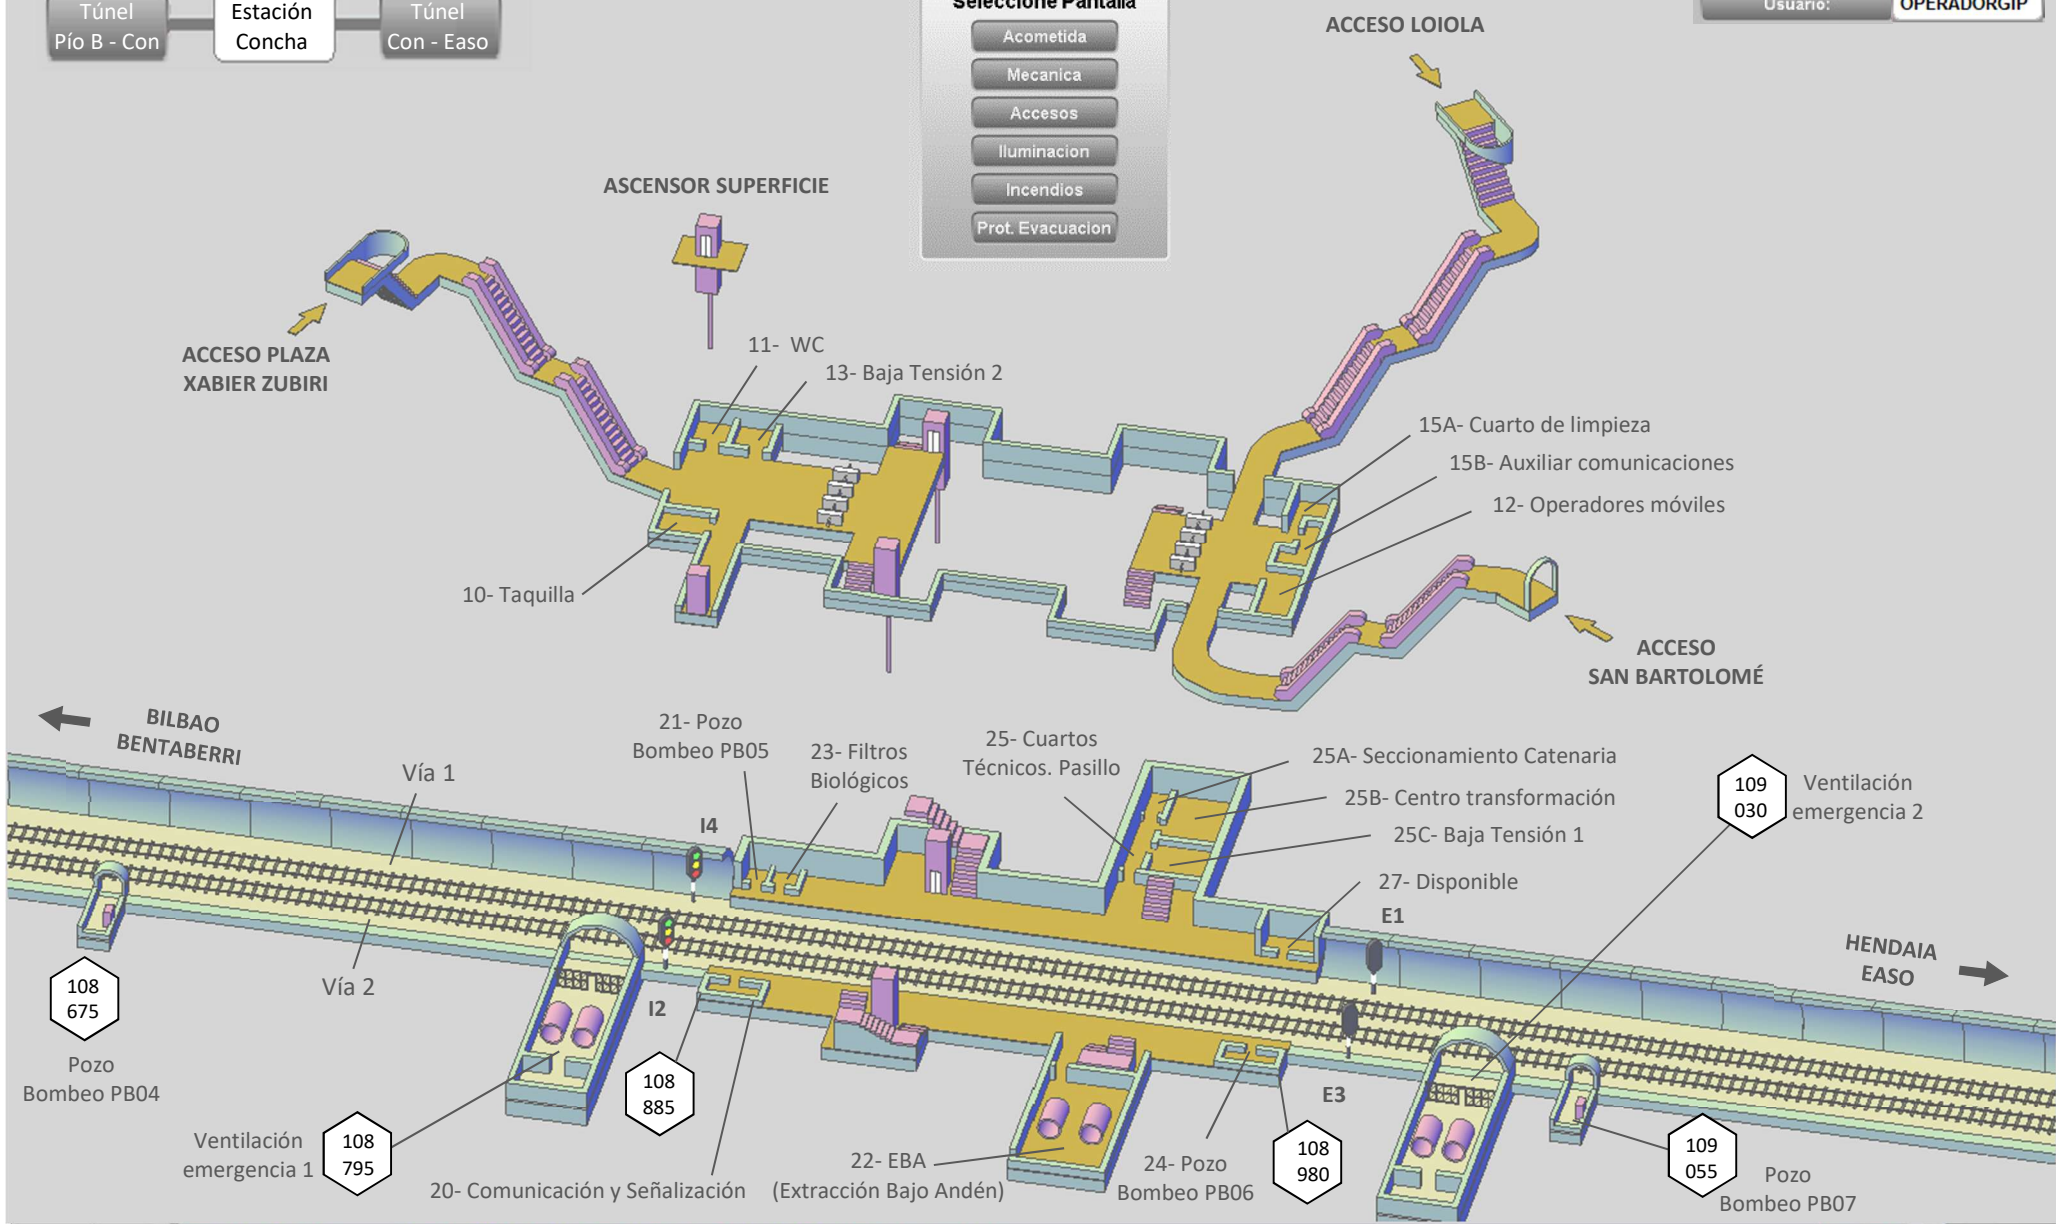 Túnel
Pío B - Con
Estación
Concha
Túnel
Con - Easo
Seleccione Pantalla
Acometida
Mecanica
Accesos
Iluminacion
Incendios
Prot. Evacuacion
Usuario:
OPERADORGIP
ACCESO LOIOLA
ASCENSOR SUPERFICIE
ACCESO PLAZA
XABIER ZUBIRI
11- WC
13- Baja Tensión 2
15A- Cuarto de limpieza
15B- Auxiliar comunicaciones
12- Operadores móviles
10- Taquilla
ACCESO
SAN BARTOLOMÉ
BILBAO
BENTABERRI
Vía 1
21- Pozo
Bombeo PB05
23- Filtros
Biológicos
25- Cuartos
Técnicos. Pasillo
25A- Seccionamiento Catenaria
25B- Centro transformación
25C- Baja Tensión 1
27- Disponible
109
030
Ventilación
emergencia 2
I4
E1
HENDAIA
EASO
Vía 2
I2
E3
108
675
Pozo
Bombeo PB04
108
885
Ventilación
emergencia 1
108
795
20- Comunicación y Señalización
22- EBA
(Extracción Bajo Andén)
24- Pozo
Bombeo PB06
108
980
109
055
Pozo
Bombeo PB07